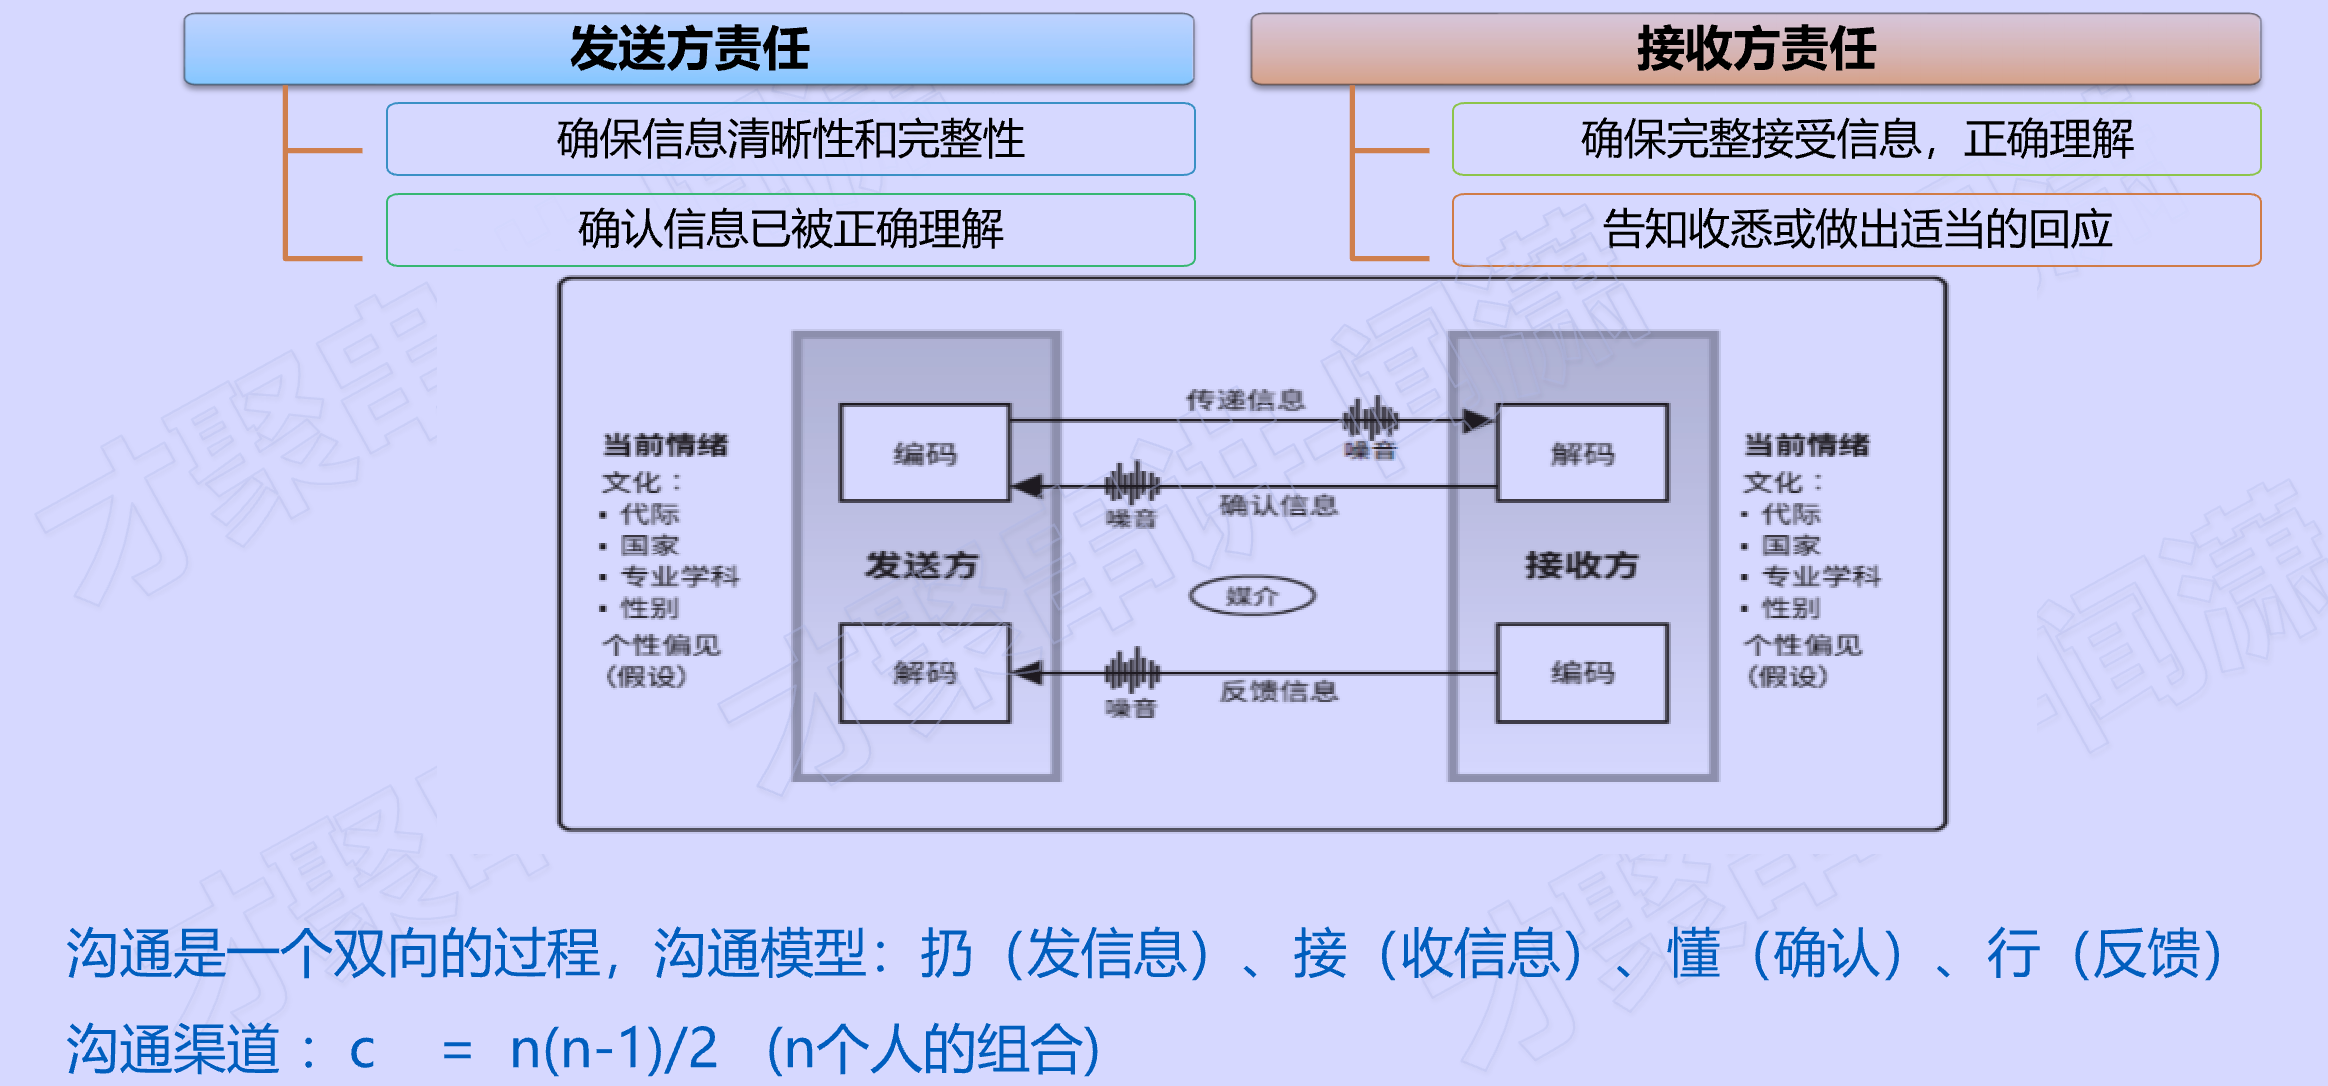 发送方责任
确保信息清晰性和完整性
确认信息已被正确理解
接收方责任
确保完整接受信息，正确理解
告知收悉或做出适当的回应
当前情绪
文化：
▪ 代际
▪ 国家
▪ 专业学科
▪ 性别
个性偏见
（假设）
编码
发送方
解码
传递信息
噪音
噪音
确认信息
媒介
噪音
反馈信息
解码
接收方
编码
当前情绪
文化：
▪ 代际
▪ 国家
▪ 专业学科
▪ 性别
个性偏见
（假设）
沟通是一个双向的过程，沟通模型：扔（发信息）、接（收信息）、懂（确认）、行（反馈）
沟通渠道 ：c = n(n-1)/2 (n个人的组合)
才聚串讲-闻潇